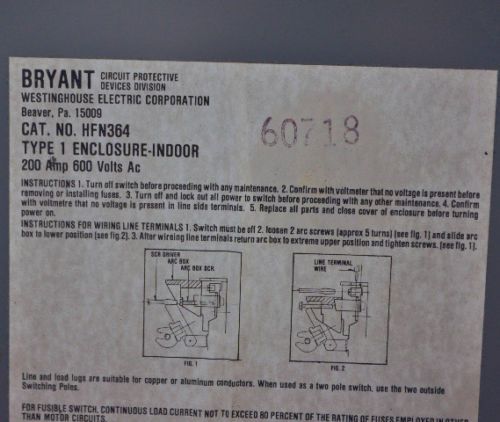 BRYANT CIRCUIT PROTECTIVE
DEVICES DIVISION
WESTINGHOUSE ELECTRIC CORPORATION
Beaver, Pa. 15009
CAT. NO. HFN364
60718
TYPE 1 ENCLOSURE-INDOOR
200 Amp 600 Volts Ac
INSTRUCTIONS 1. Turn off switch before proceeding with any maintenance. 2. Confirm with voltmeter that no voltage is present before
removing or installing fuses. 3. Turn off and lock out all power to switch before proceeding with any other maintenance. 4. Confirm
with voltmetre that no voltage is present in line side terminals. 5. Replace all parts and close cover of enclosure before turning
power on.
INSTRUCTIONS FOR WIRING LINE TERMINALS 1. Switch must be off 2. loosen 2 arc screws (approx 5 turns) (see fig. 1) and slide arc
box to lower position (see fig.2). 3. After wireing line terminals return arc box to extreme upper position and tighten screws. (see fig. 1).
SCR DRIVER
ARC BOX
ARC BOX SCR
FIG. 1
LINE TERMINAL
WIRE
FIG. 2
Line and load lugs are suitable for copper or aluminum conductors. When used as a two pole switch, use the two outside
Switching Poles.
FOR FUSIBLE SWITCH, CONTINUOUS LOAD CURRENT NOT TO EXCEED 80 PERCENT OF THE RATING OF FUSES EMPLOYED IN OTHER
THAN MOTOR CIRCUITS.